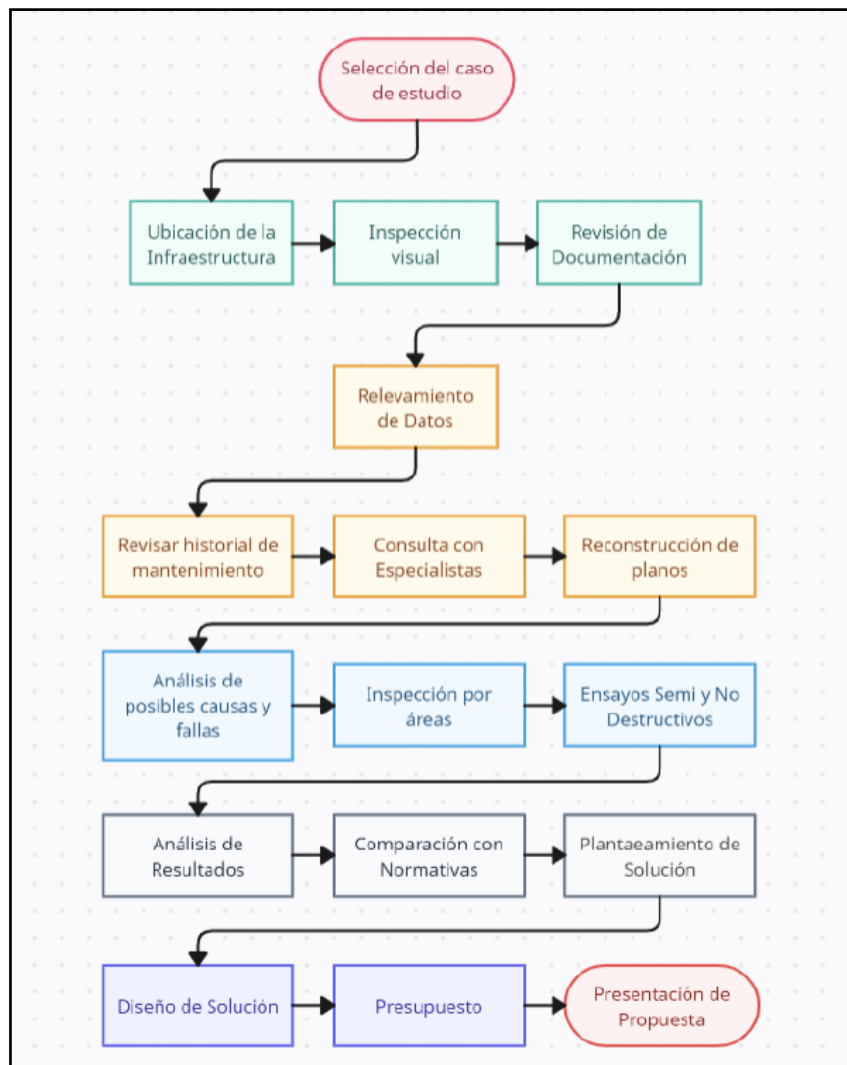 Selección del caso
de estudio
Ubicación de la
Infraestructura
Inspección
visual
Revisión de
Documentación
Relevamiento
de Datos
Revisar historial de
mantenimiento
Consulta con
Especialistas
Reconstrucción de
planos
Análisis de
posibles causas y
fallas
Inspección por
áreas
Ensayos Semi y No
Destructivos
Análisis de
Resultados
Comparación con
Normativas
Plantaeamiento de
Solución
Diseño de Solución
Presupuesto
Presentación de
Propuesta